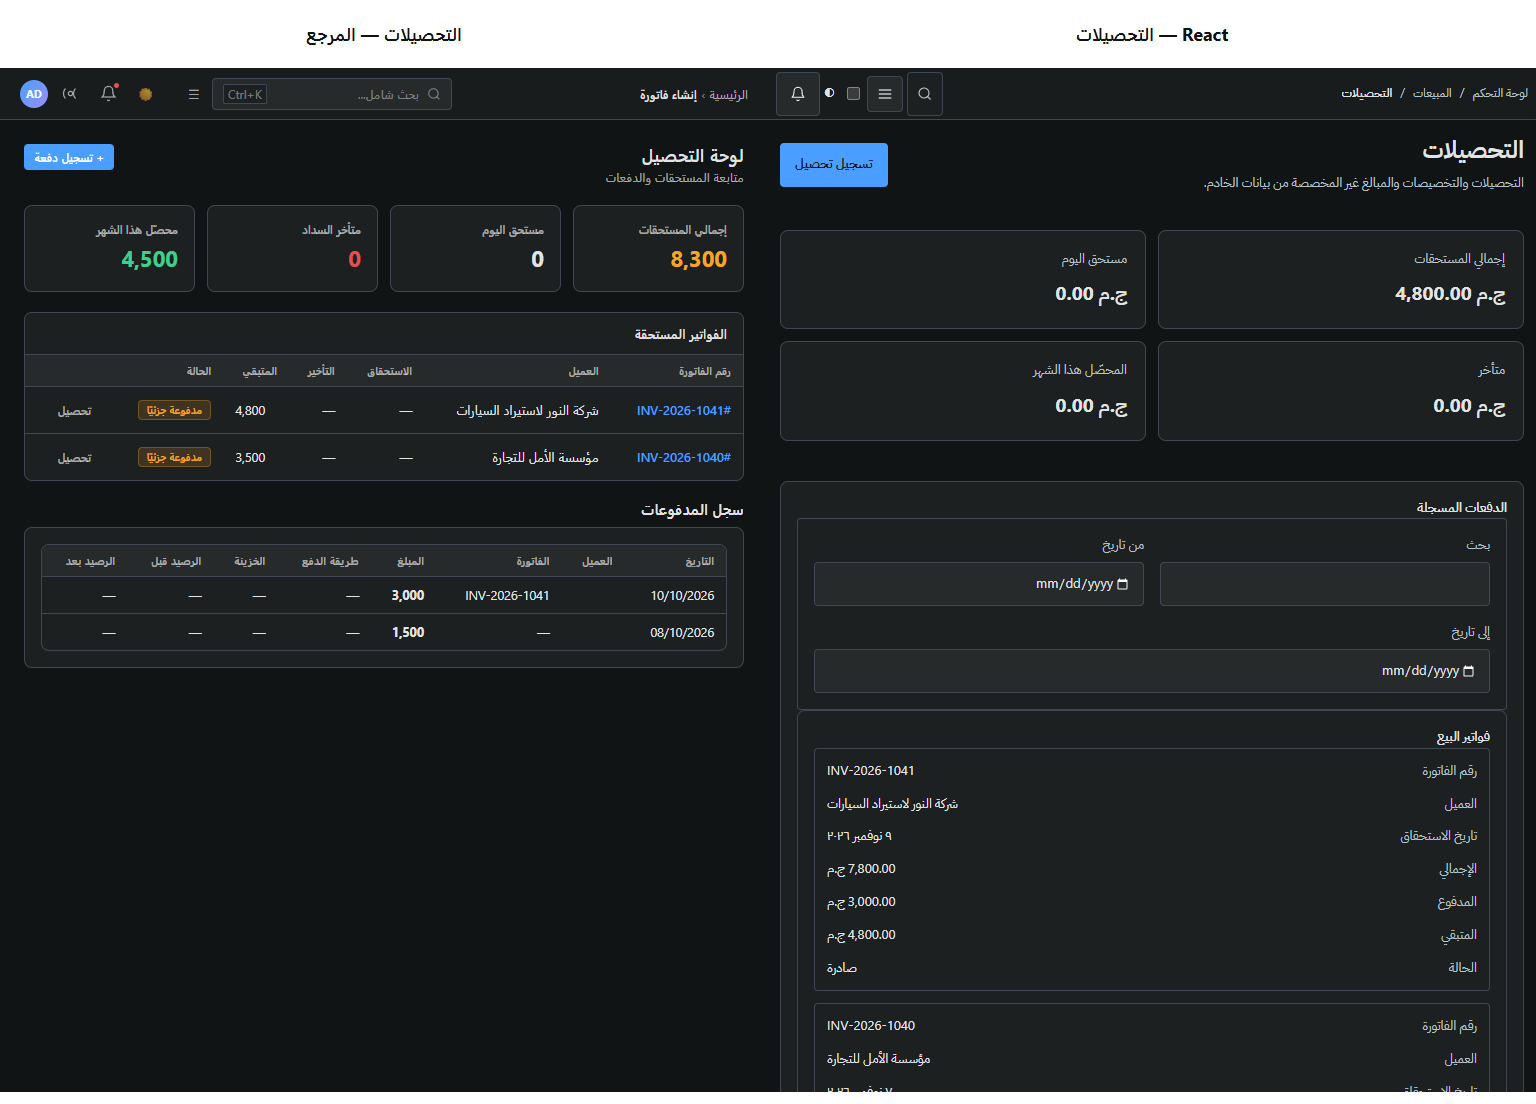 React — التحصيلات
التحصيلات — المرجع
لوحة التحكم / المبيعات / التحصيلات
التحصيلات
التحصيلات والتخصيصات والمبالغ غير المخصصة من بيانات الخادم.
تسجيل تحصيل
إجمالي المستحقات
ج.م 4,800.00
مستحق اليوم
ج.م 0.00
متأخر
ج.م 0.00
المحصّل هذا الشهر
ج.م 0.00
الدفعات المسجلة
بحث
من تاريخ
mm/dd/yyyy
إلى تاريخ
mm/dd/yyyy
فواتير البيع
رقم الفاتورة INV-2026-1041
العميل شركة النور لاستيراد السيارات
تاريخ الاستحقاق ٩ نوفمبر ٢٠٢٦
الإجمالي 7,800.00 ج.م
المدفوع 3,000.00 ج.م
المتبقي 4,800.00 ج.م
الحالة صادرة
رقم الفاتورة INV-2026-1040
العميل مؤسسة الأمل للتجارة
تاريخ الاستحقاق ٧ نوفمبر ٢٠٢٦
الرئيسية › إنشاء فاتورة
بحث شامل... Ctrl+K
AD
لوحة التحصيل
متابعة المستحقات والدفعات
+ تسجيل دفعة
إجمالي المستحقات
8,300
مستحق اليوم
0
متأخر السداد
0
محصّل هذا الشهر
4,500
الفواتير المستحقة
رقم الفاتورة العميل الاستحقاق التأخير المتبقي الحالة
#INV-2026-1041 شركة النور لاستيراد السيارات — — 4,800 مدفوعة جزئيًا تحصيل
#INV-2026-1040 مؤسسة الأمل للتجارة — — 3,500 مدفوعة جزئيًا تحصيل
سجل المدفوعات
التاريخ العميل الفاتورة المبلغ طريقة الدفع الخزينة الرصيد قبل الرصيد بعد
10/10/2026 INV-2026-1041 3,000 — — — —
08/10/2026 — 1,500 — — — —